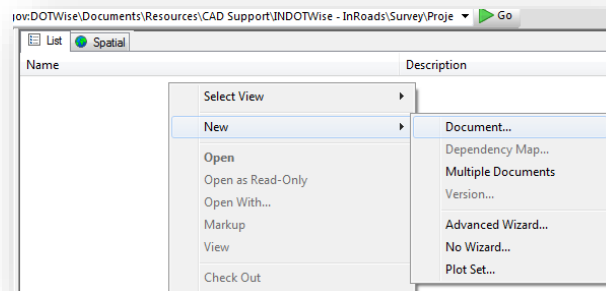 ov:DOTWise\Documents\Resources\CAD Support\INDOTWise - InRoads\Survey\Proje Go
List Spatial
Name Description
Select View
New Document...
Dependency Map...
Open
Multiple Documents
Open as Read-Only
Version...
Open With...
Markup Advanced Wizard...
View No Wizard...
Plot Set...
Check Out